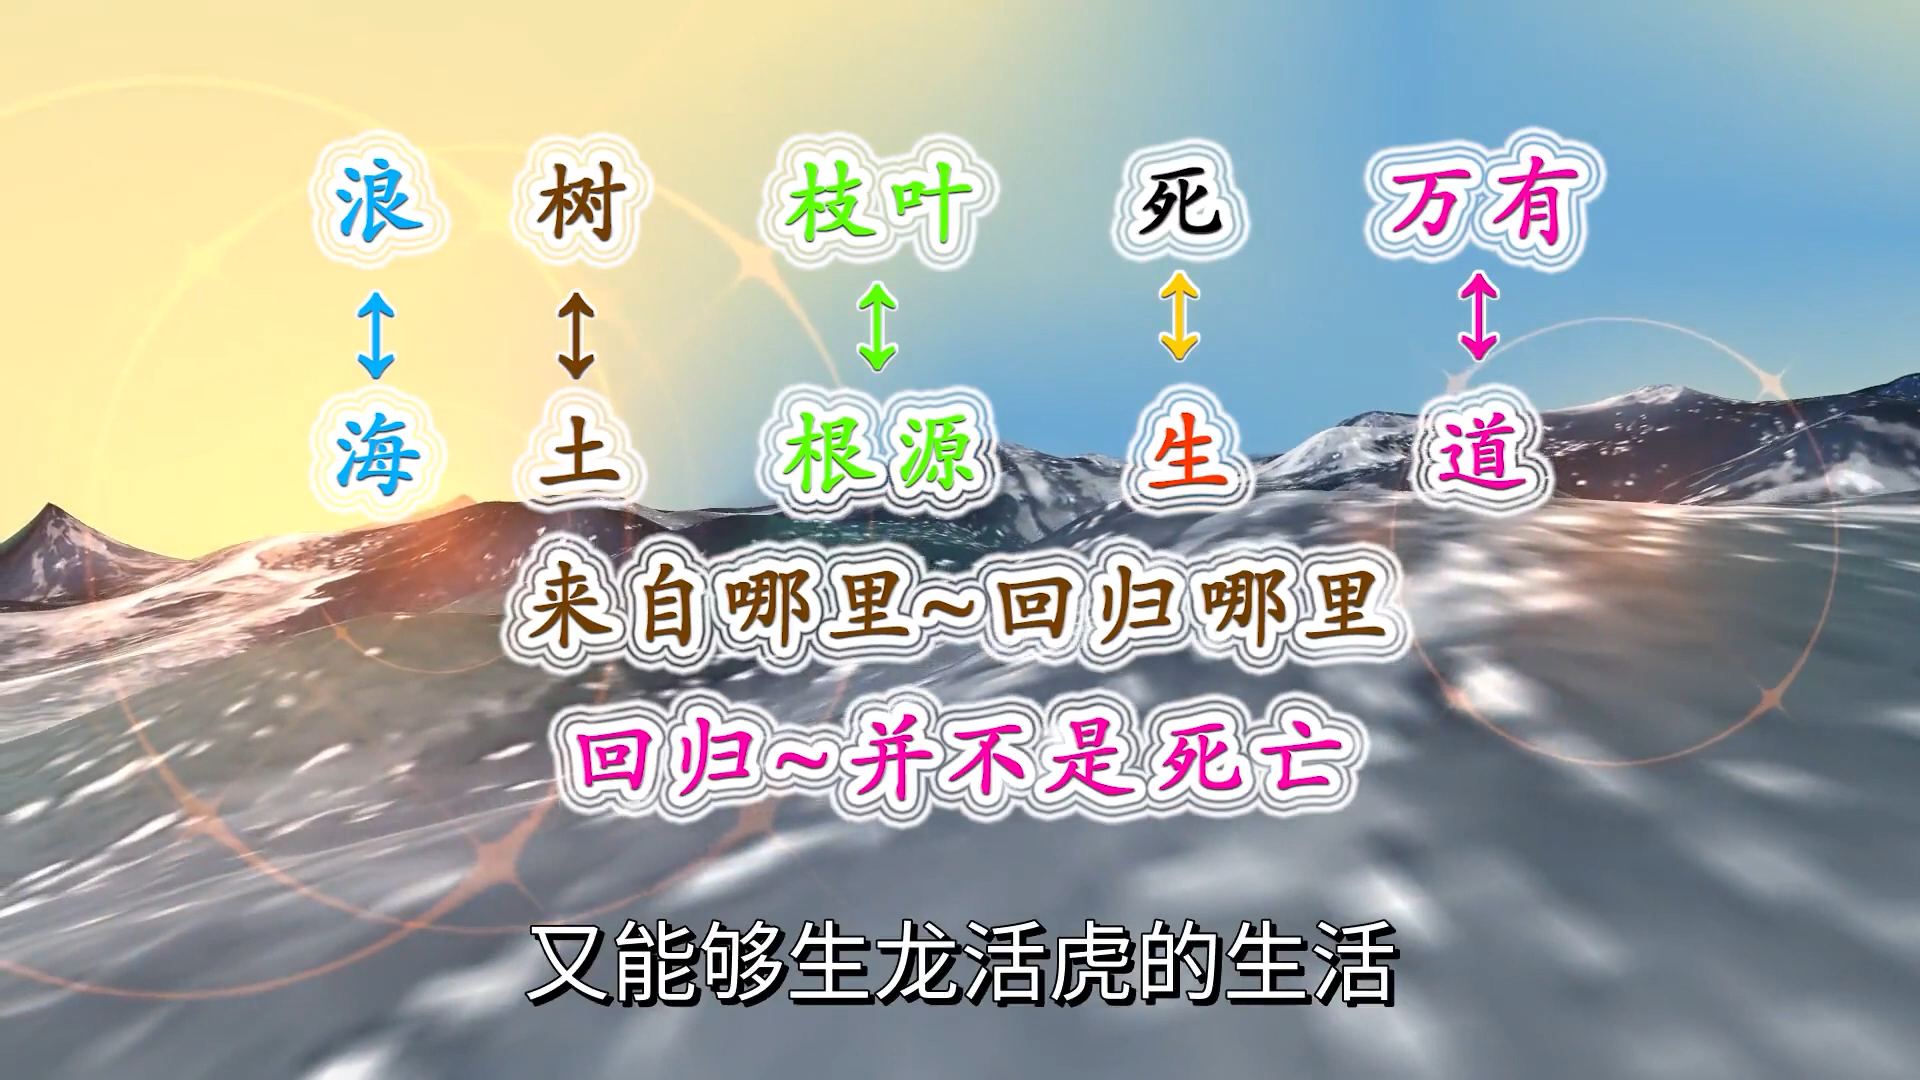 浪 树 枝叶 死 万有
↕ ↕ ↕ ↕ ↕
海 土 根源 生 道
来自哪里~回归哪里
回归~并不是死亡
又能够生龙活虎的生活